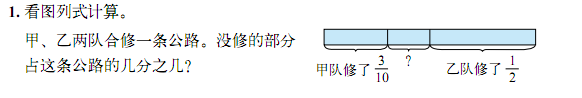 1. 看图列式计算。
甲、乙两队合修一条公路。没修的部分
占这条公路的几分之几?
甲队修了 3/10 ? 乙队修了 1/2